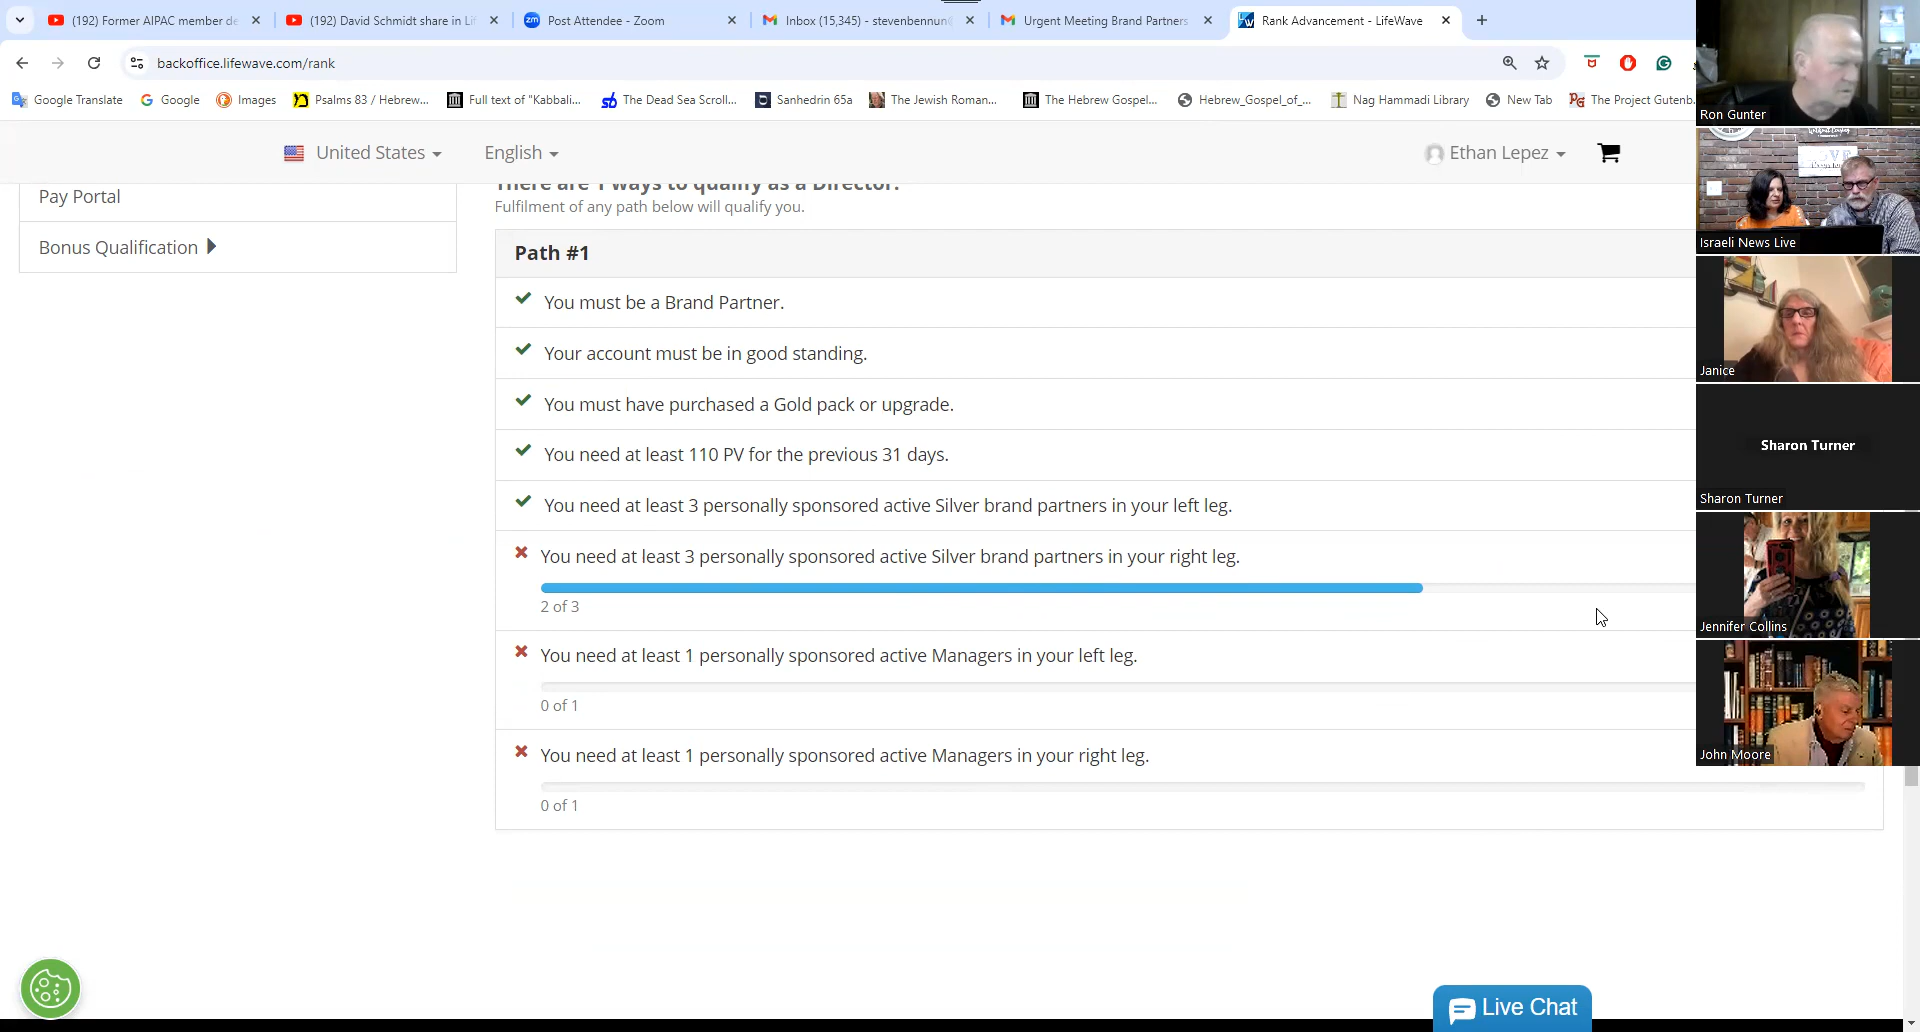 (192) Former AIPAC member de
(192) David Schmidt share in Li
Post Attendee - Zoom
Inbox (15,345) - stevenbennun
Urgent Meeting Brand Partners
Rank Advancement - LifeWave
backoffice.lifewave.com/rank
Google Translate
Google
Images
Psalms 83 / Hebrew...
Full text of "Kabbali...
The Dead Sea Scroll...
Sanhedrin 65a
The Jewish Roman...
The Hebrew Gospel...
Hebrew_Gospel_of_...
Nag Hammadi Library
New Tab
The Project Gutenb
United States
English
Ethan Lepez
Pay Portal
Bonus Qualification
There are 1 ways to qualify as a Director.
Fulfilment of any path below will qualify you.
Path #1
You must be a Brand Partner.
Your account must be in good standing.
You must have purchased a Gold pack or upgrade.
You need at least 110 PV for the previous 31 days.
You need at least 3 personally sponsored active Silver brand partners in your left leg.
You need at least 3 personally sponsored active Silver brand partners in your right leg.
2 of 3
You need at least 1 personally sponsored active Managers in your left leg.
0 of 1
You need at least 1 personally sponsored active Managers in your right leg.
0 of 1
Live Chat
Ron Gunter
Israeli News Live
Janice
Sharon Turner
Sharon Turner
Jennifer Collins
John Moore